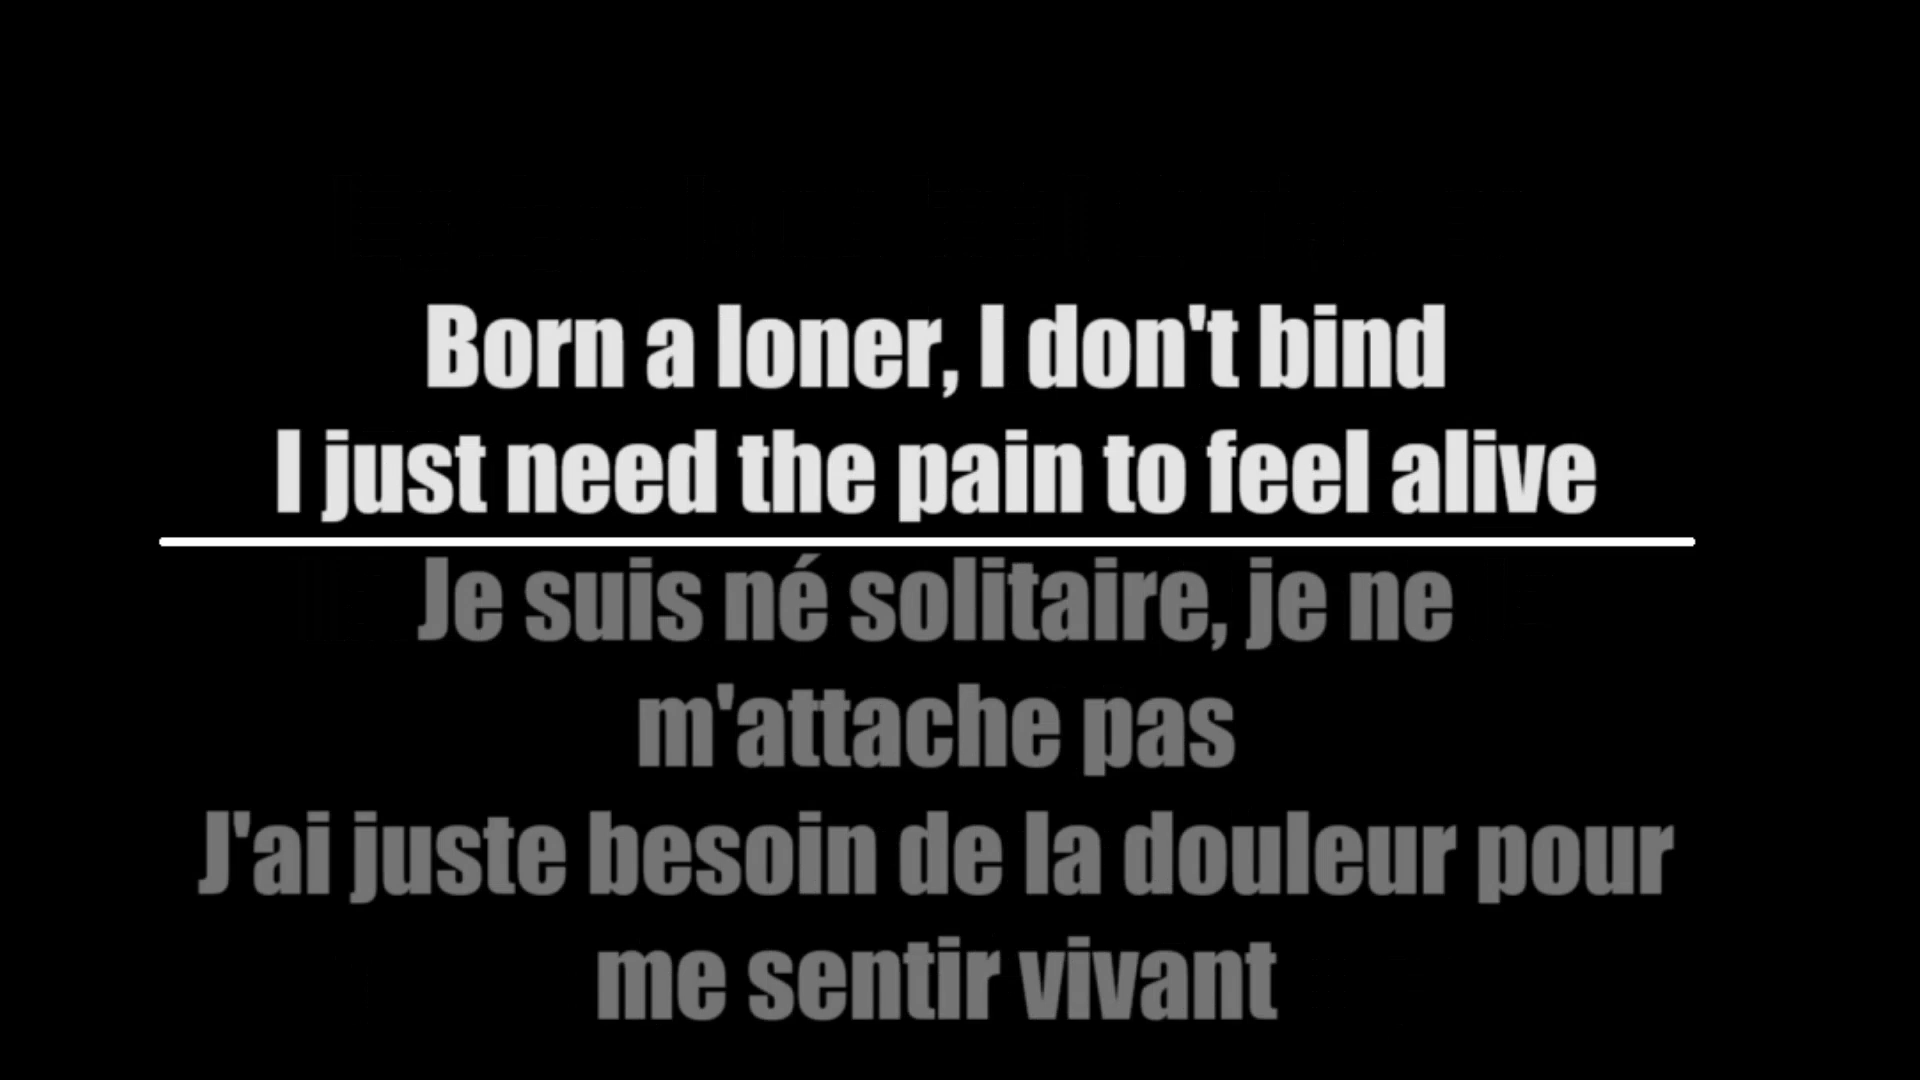 Born a loner, I don't bind
I just need the pain to feel alive
Je suis né solitaire, je ne
m'attache pas
J'ai juste besoin de la douleur pour
me sentir vivant